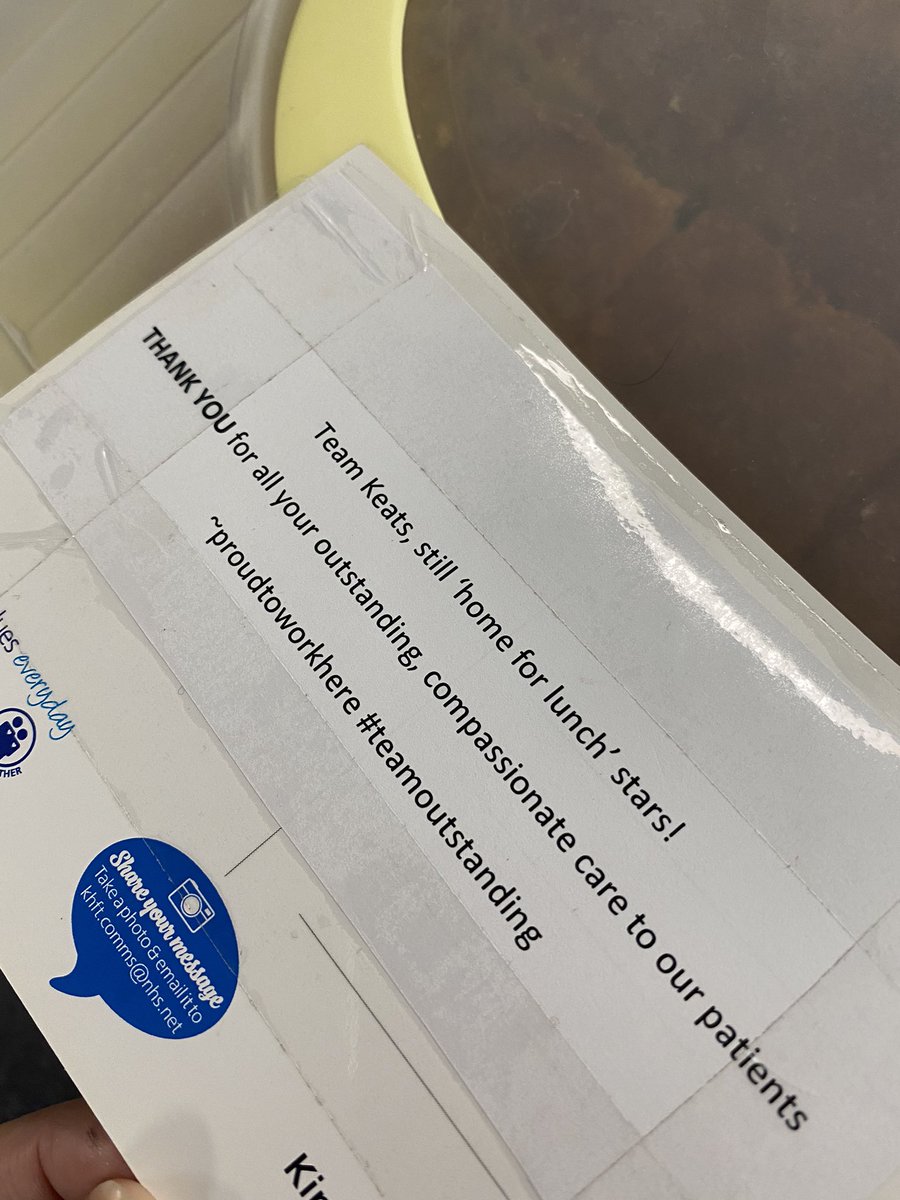 Team Keats, still ‘home for lunch’ stars!
THANK YOU for all your outstanding, compassionate care to our patients
~proudtoworkhere #teamoutstanding
everyday
Share your message
Take a photo & email it to
khft.comms@nhs.net